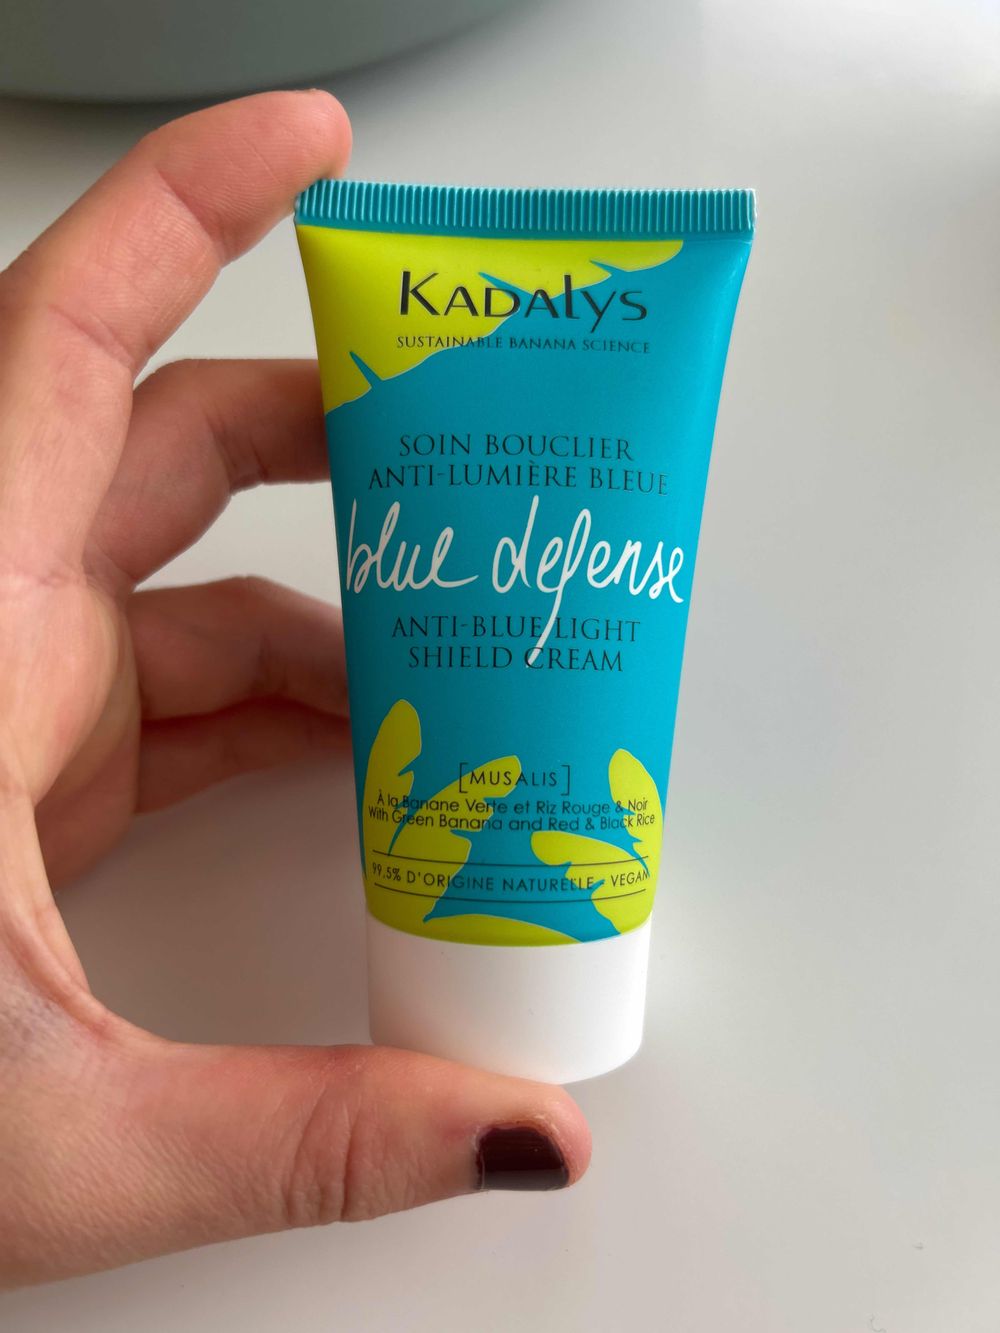 KADALYS
SUSTAINABLE BANANA SCIENCE
SOIN BOUCLIER
ANTI-LUMIÈRE BLEUE
blue defense
ANTI-BLUE LIGHT
SHIELD CREAM
[MUSALIS]
À la Banane Verte et Riz Rouge & Noir
With Green Banana and Red & Black Rice
99.5% D'ORIGINE NATURELLE - VEGAN